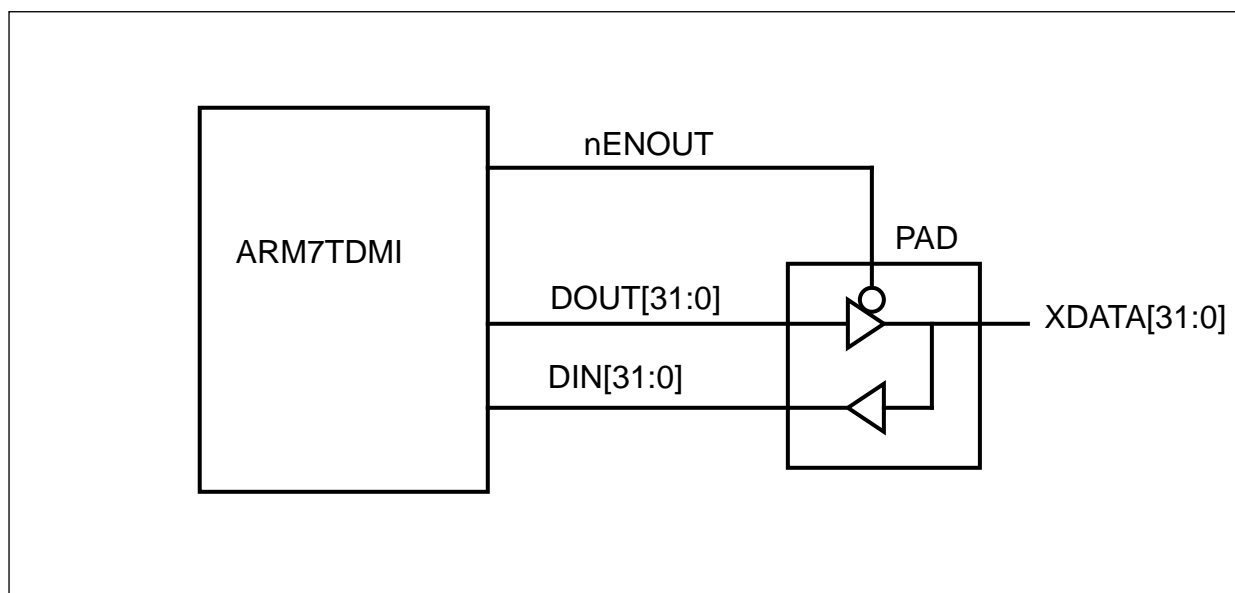 nENOUT
ARM7TDMI
PAD
DOUT[31:0]
XDATA[31:0]
DIN[31:0]